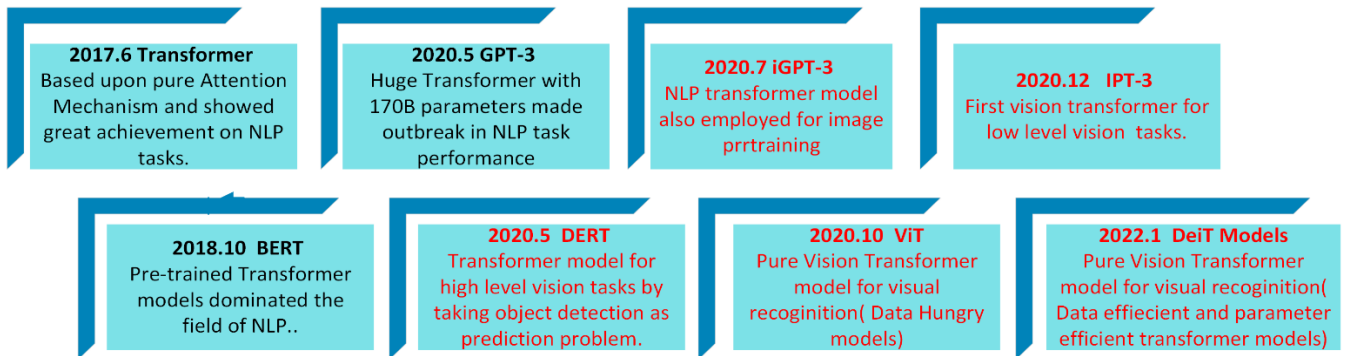 2017.6 Transformer
Based upon pure Attention
Mechanism and showed
great achievement on NLP
tasks.
2020.5 GPT-3
Huge Transformer with
170B parameters made
outbreak in NLP task
performance
2020.7 iGPT-3
NLP transformer model
also employed for image
prrtraining
2020.12 IPT-3
First vision transformer for
low level vision tasks.
2018.10 BERT
Pre-trained Transformer
models dominated the
field of NLP..
2020.5 DERT
Transformer model for
high level vision tasks by
taking object detection as
prediction problem.
2020.10 ViT
Pure Vision Transformer
model for visual
recoginition( Data Hungry
models)
2022.1 DeiT Models
Pure Vision Transformer
model for visual recoginition(
Data effiecient and parameter
efficient transformer models)